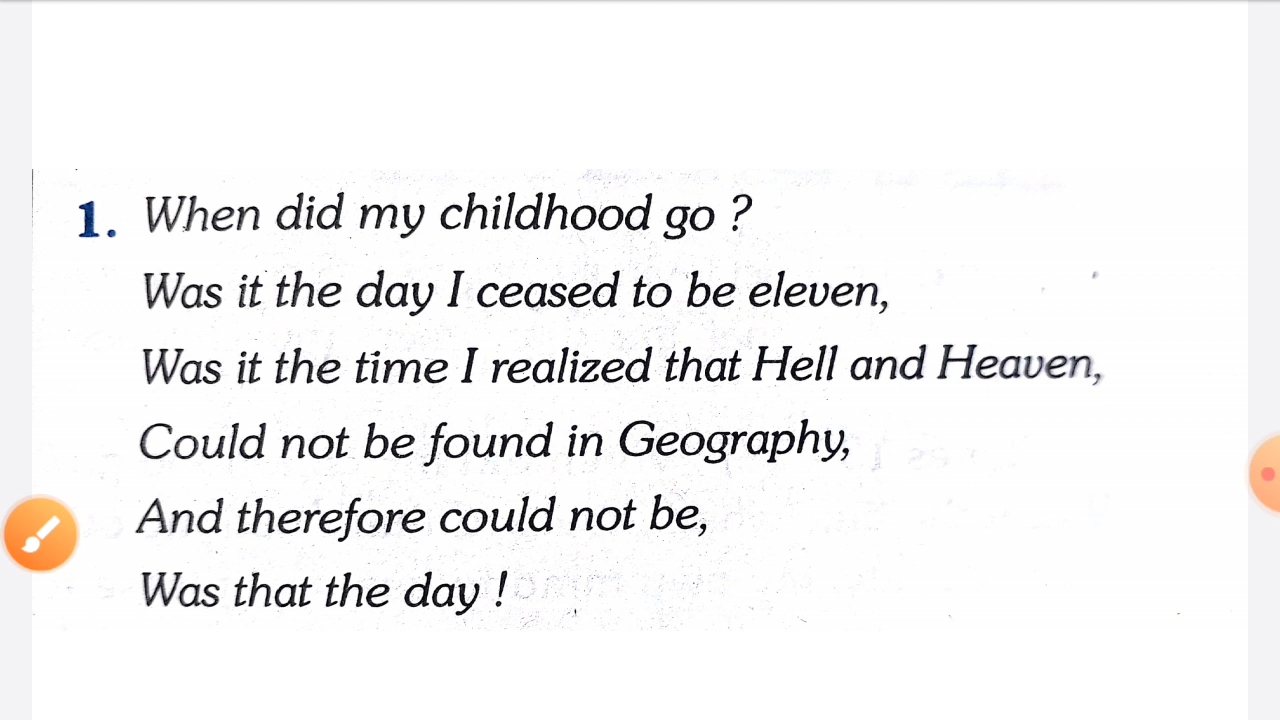 1. When did my childhood go ?
Was it the day I ceased to be eleven,
Was it the time I realized that Hell and Heaven,
Could not be found in Geography,
And therefore could not be,
Was that the day !